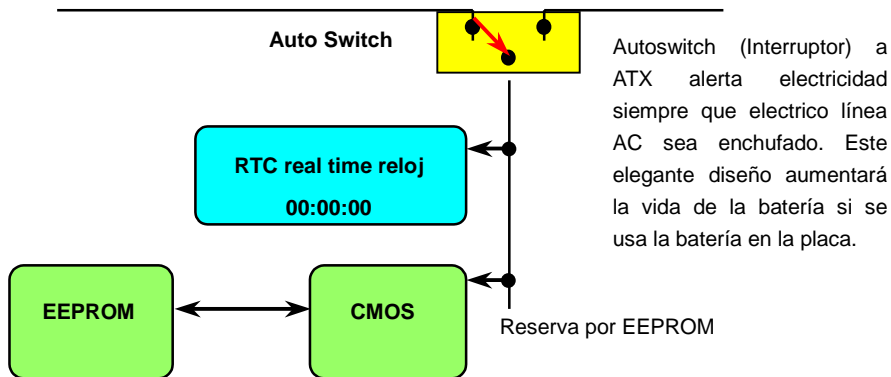 Auto Switch
Autoswitch (Interruptor) a
ATX alerta electricidad
siempre que electrico línea
AC sea enchufado. Este
elegante diseño aumentará
la vida de la batería si se
usa la batería en la placa.
RTC real time reloj
00:00:00
EEPROM
CMOS
Reserva por EEPROM